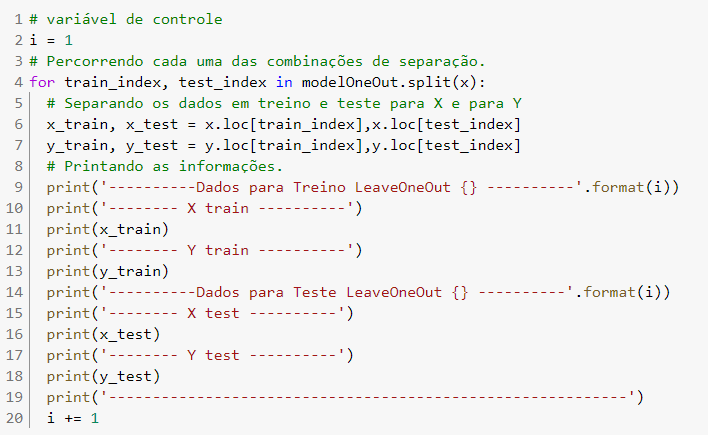 1 # variável de controle
2 i = 1
3 # Percorrendo cada uma das combinações de separação.
4 for train_index, test_index in modelOneOut.split(x):
5   # Separando os dados em treino e teste para X e para Y
6   x_train, x_test = x.loc[train_index],x.loc[test_index]
7   y_train, y_test = y.loc[train_index],y.loc[test_index]
8   # Printando as informações.
9   print('----------Dados para Treino LeaveOneOut {} ----------'.format(i))
10   print('-------- X train ----------')
11   print(x_train)
12   print('-------- Y train ----------')
13   print(y_train)
14   print('----------Dados para Teste LeaveOneOut {} ----------'.format(i))
15   print('-------- X test ----------')
16   print(x_test)
17   print('-------- Y test ----------')
18   print(y_test)
19   print('------------------------------------------------------------')
20   i += 1